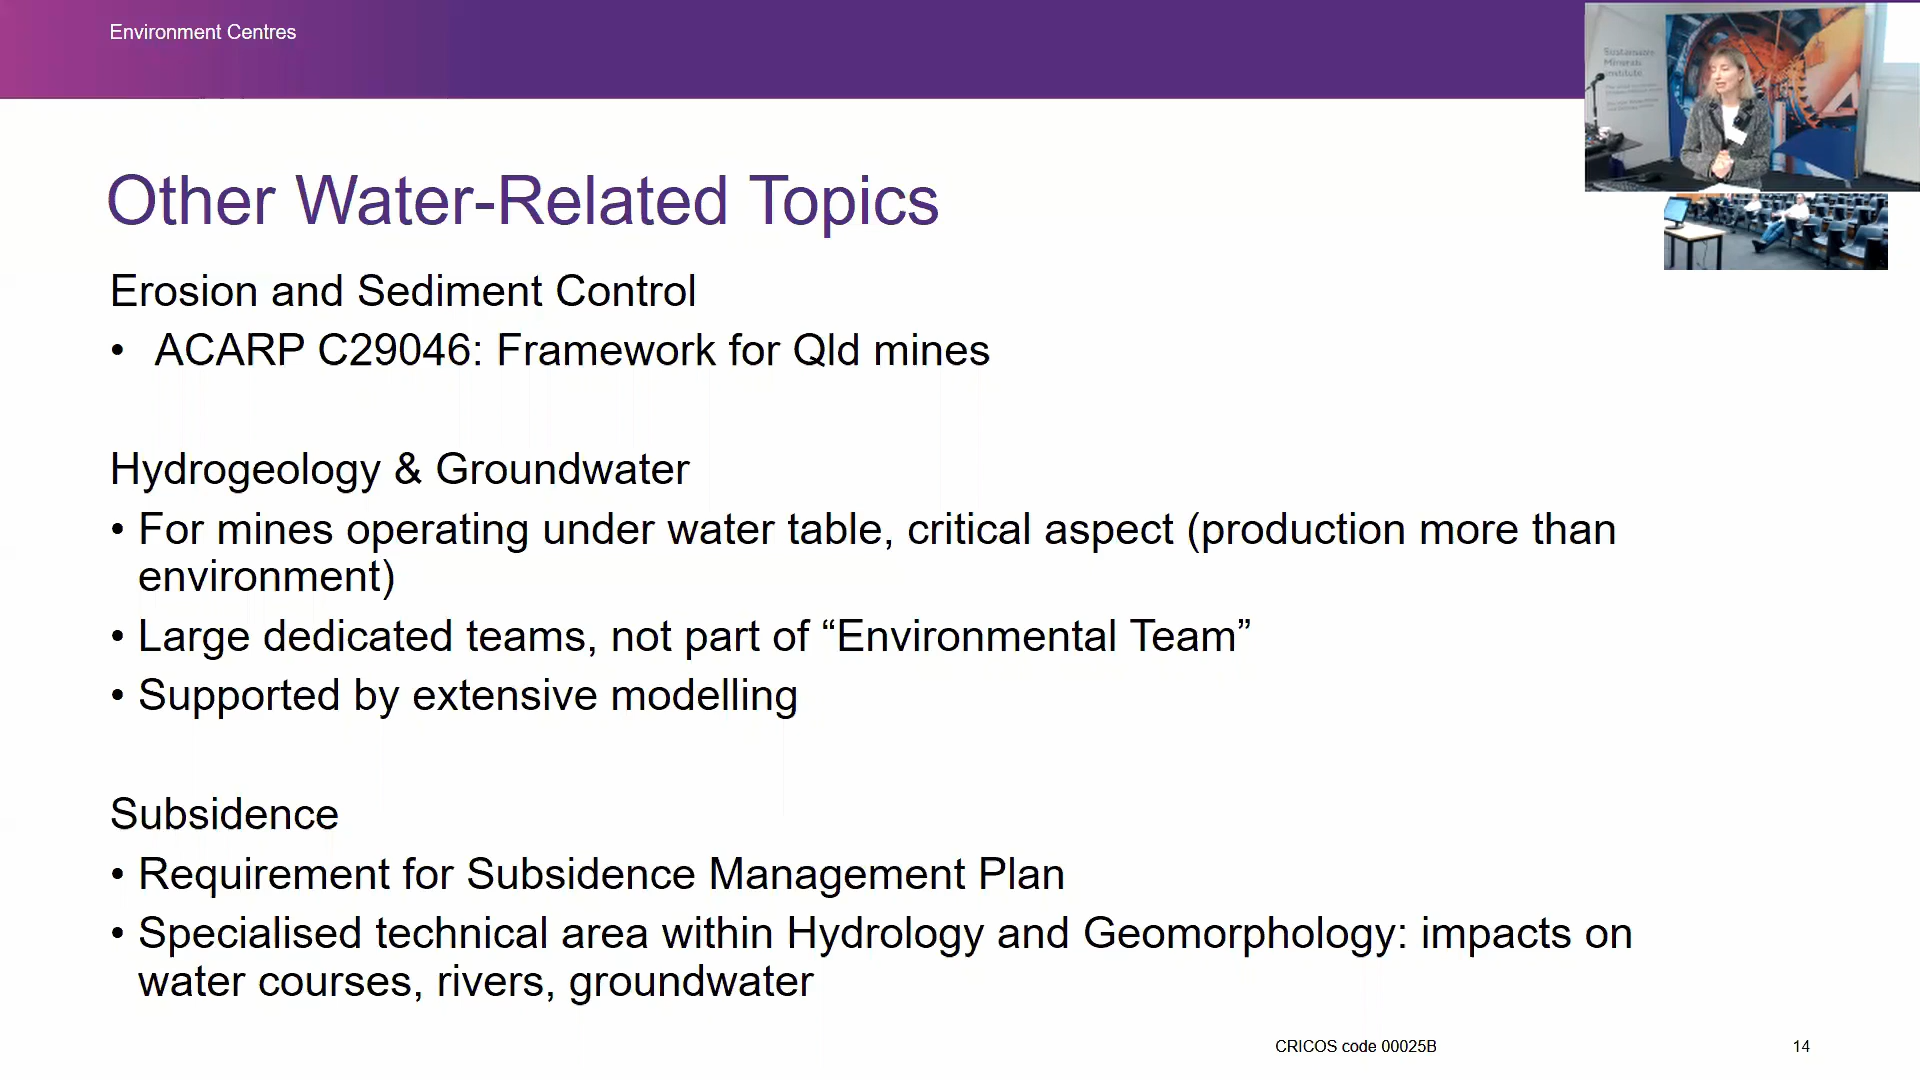 Environment Centres
Sustainable
Minerals
Institute
Other Water-Related Topics
Erosion and Sediment Control
• ACARP C29046: Framework for Qld mines
Hydrogeology & Groundwater
• For mines operating under water table, critical aspect (production more than
environment)
• Large dedicated teams, not part of “Environmental Team”
• Supported by extensive modelling
Subsidence
• Requirement for Subsidence Management Plan
• Specialised technical area within Hydrology and Geomorphology: impacts on
water courses, rivers, groundwater
CRICOS code 00025B
14